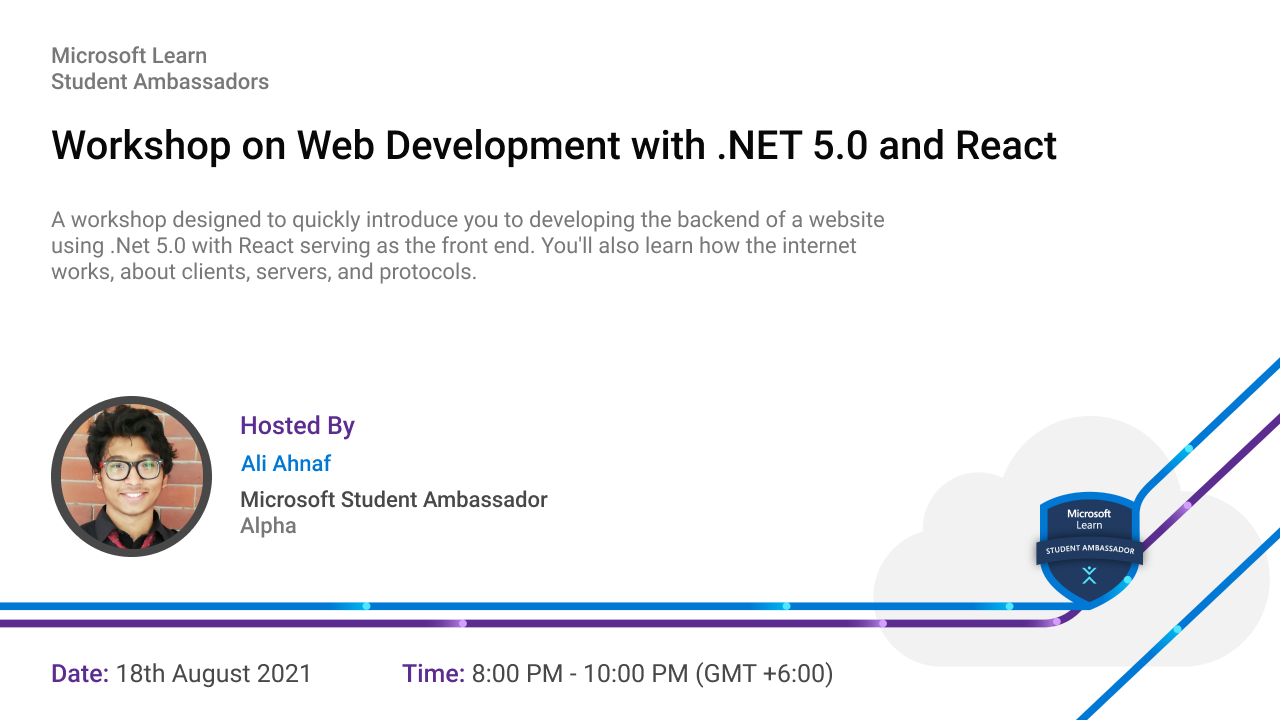 Microsoft Learn
Student Ambassadors
Workshop on Web Development with .NET 5.0 and React
A workshop designed to quickly introduce you to developing the backend of a website
using .Net 5.0 with React serving as the front end. You'll also learn how the internet
works, about clients, servers, and protocols.
Hosted By
Ali Ahnaf
Microsoft Student Ambassador
Alpha
Microsoft
Learn
STUDENT AMBASSADOR
Date: 18th August 2021
Time: 8:00 PM - 10:00 PM (GMT +6:00)